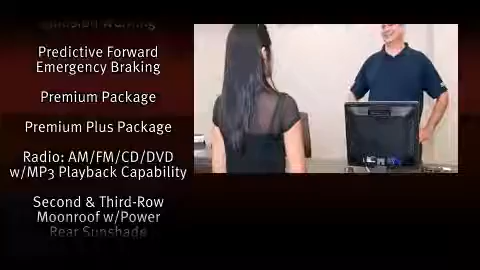 Predictive Forward
Emergency Braking
Premium Package
Premium Plus Package
Radio: AM/FM/CD/DVD
w/MP3 Playback Capability
Second & Third-Row
Moonroof w/Power
Rear Sunshade